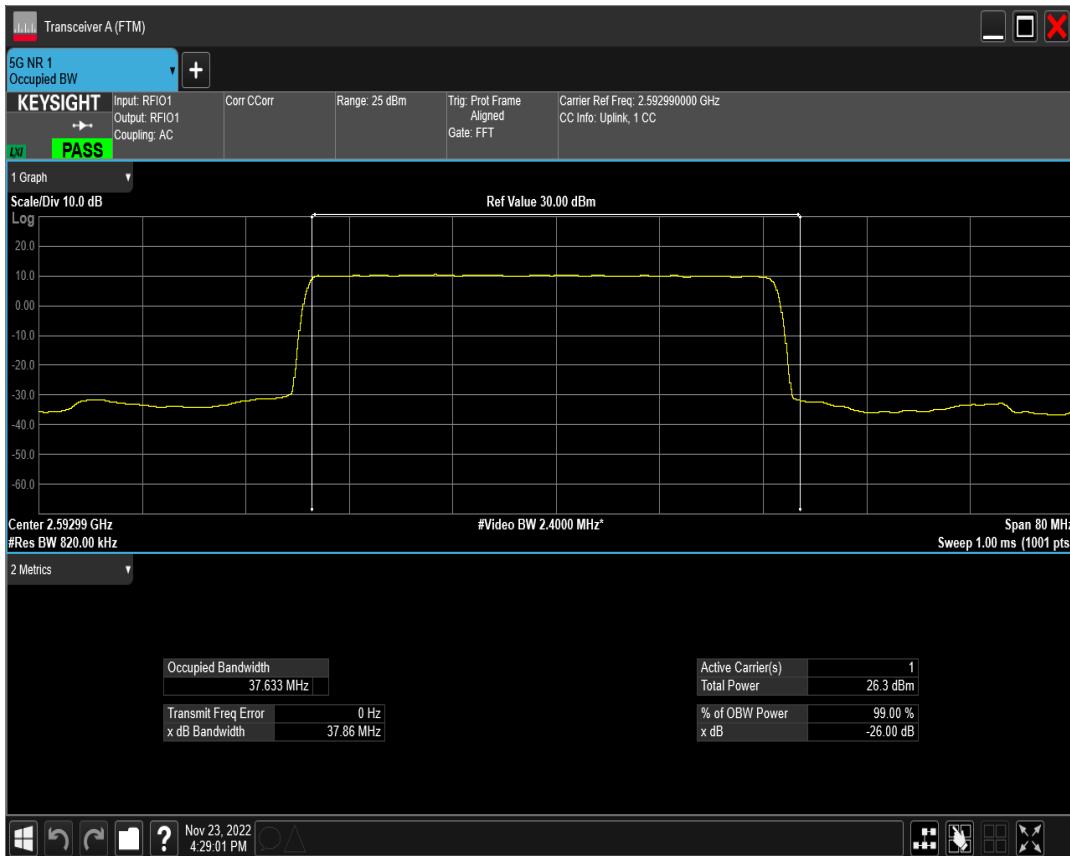 Transceiver A (FTM)
5G NR 1
Occupied BW
+
KEYSIGHT
LXI
PASS
Input: RFIO1
Output: RFIO1
Coupling: AC
Corr CCorr
Range: 25 dBm
Trig: Prot Frame
Aligned
Gate: FFT
Carrier Ref Freq: 2.592990000 GHz
CC Info: Uplink, 1 CC
1 Graph
Scale/Div 10.0 dB
Ref Value 30.00 dBm
Log
20.0
10.0
0.00
-10.0
-20.0
-30.0
-40.0
-50.0
-60.0
Center 2.59299 GHz
#Video BW 2.4000 MHz*
Span 80 MHz
#Res BW 820.00 kHz
Sweep 1.00 ms (1001 pts
2 Metrics
Occupied Bandwidth
37.633 MHz
Transmit Freq Error 0 Hz
x dB Bandwidth 37.86 MHz
Active Carrier(s) 1
Total Power 26.3 dBm
% of OBW Power 99.00 %
x dB -26.00 dB
?
Nov 23, 2022
4:29:01 PM